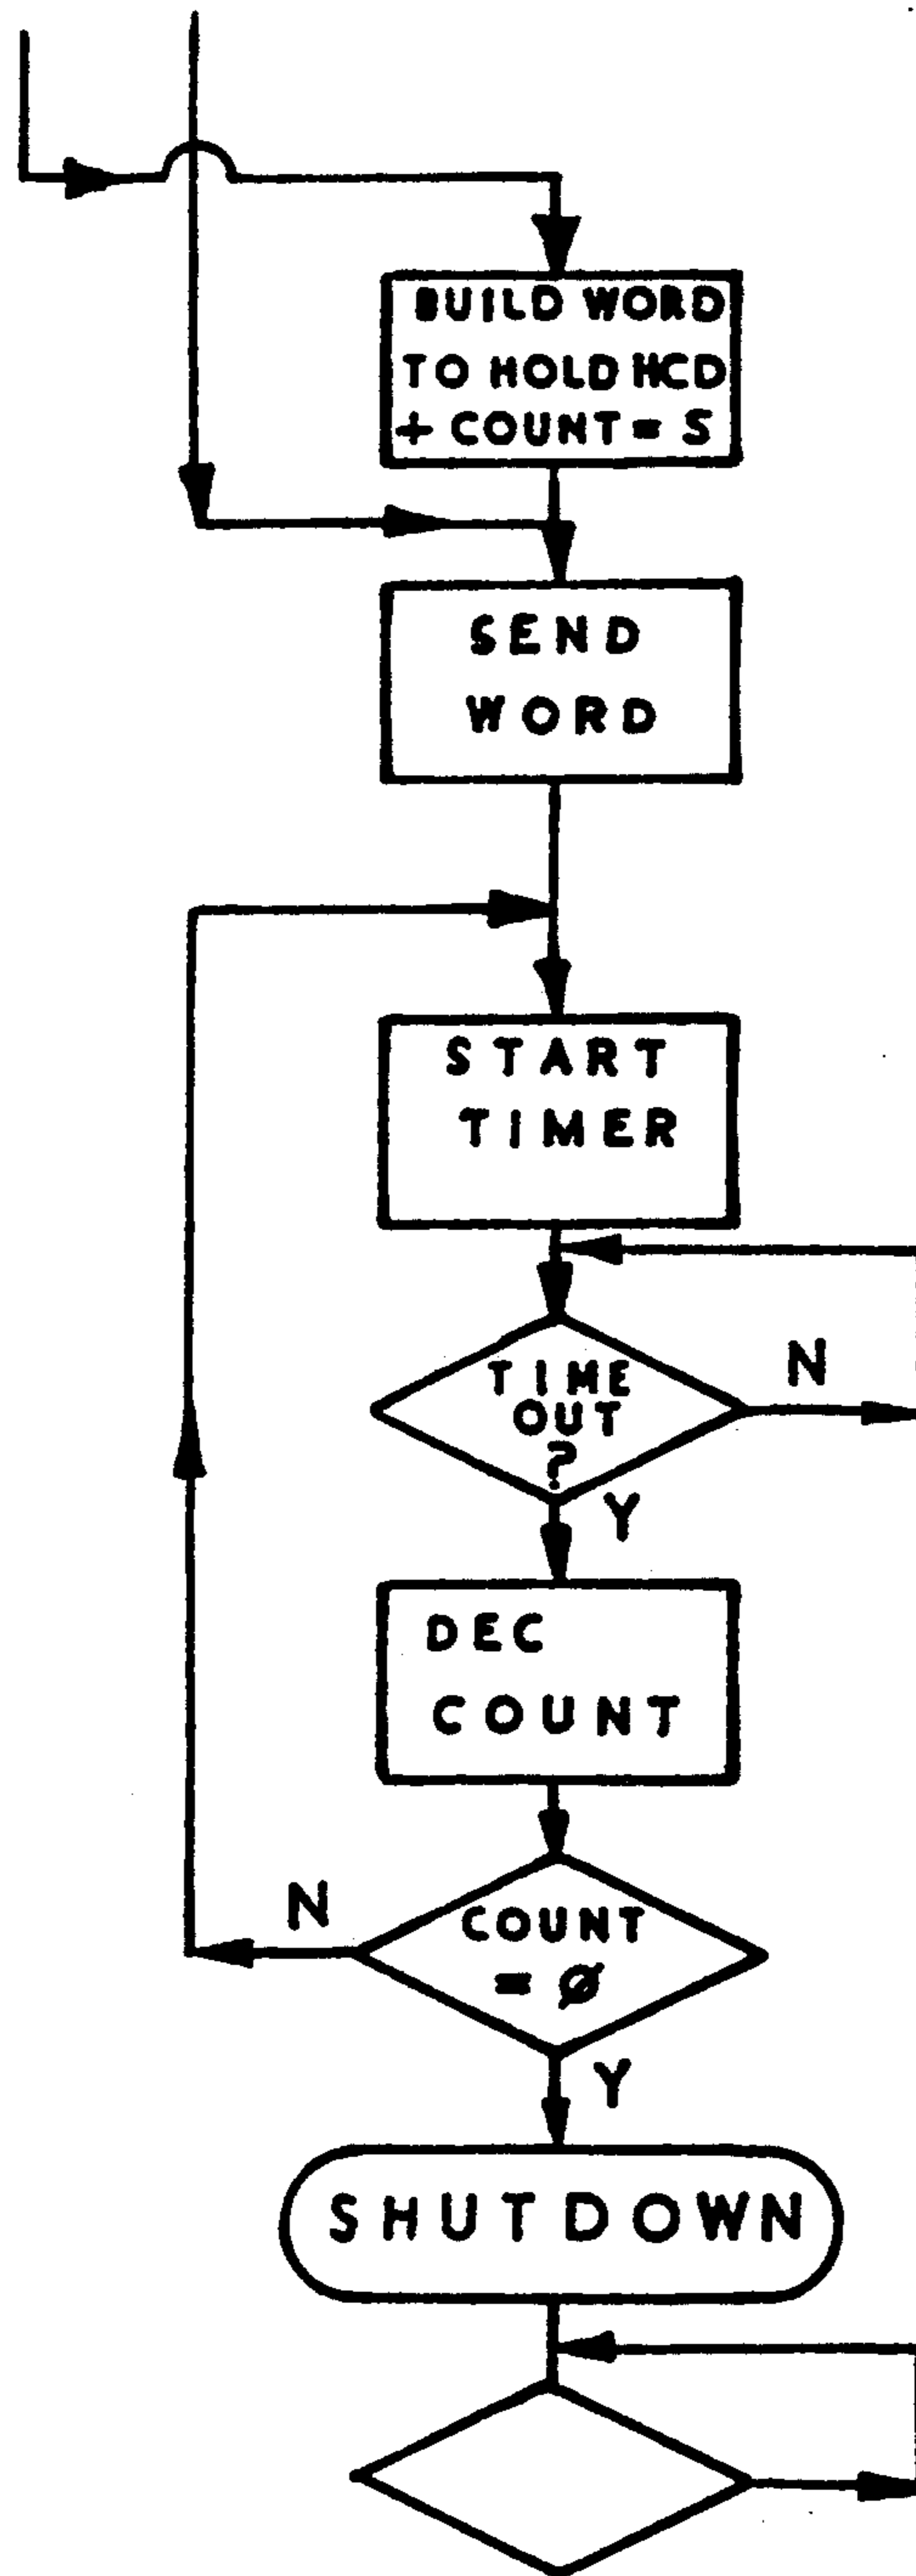 BUILD WORD
TO HOLD HCD
+ COUNT = S
SEND
WORD
START
TIMER
TIME
OUT
?
N
Y
DEC
COUNT
COUNT
= Ø
N
Y
SHUTDOWN